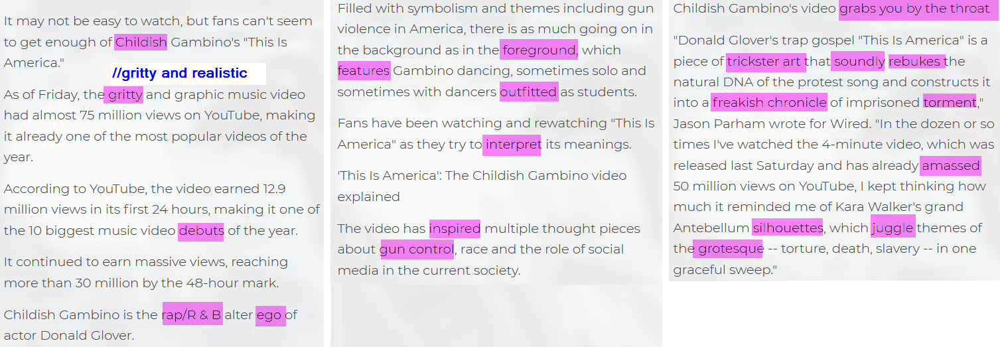 It may not be easy to watch, but fans can't seem
to get enough of Childish Gambino's "This Is
America."
//gritty and realistic
As of Friday, the gritty and graphic music video
had almost 75 million views on YouTube, making
it already one of the most popular videos of the
year.
According to YouTube, the video earned 12.9
million views in its first 24 hours, making it one of
the 10 biggest music video debuts of the year.
It continued to earn massive views, reaching
more than 30 million by the 48-hour mark.
Childish Gambino is the rap/R & B alter ego of
actor Donald Glover.
Filled with symbolism and themes including gun
violence in America, there is as much going on in
the background as in the foreground, which
features Gambino dancing, sometimes solo and
sometimes with dancers outfitted as students.
Fans have been watching and rewatching "This Is
America" as they try to interpret its meanings.
'This Is America': The Childish Gambino video
explained
The video has inspired multiple thought pieces
about gun control, race and the role of social
media in the current society.
Childish Gambino's video grabs you by the throat
"Donald Glover's trap gospel "This Is America" is a
piece of trickster art that soundly rebukes the
natural DNA of the protest song and constructs it
into a freakish chronicle of imprisoned torment,"
Jason Parham wrote for Wired. "In the dozen or so
times I've watched the 4-minute video, which was
released last Saturday and has already amassed
50 million views on YouTube, I kept thinking how
much it reminded me of Kara Walker's grand
Antebellum silhouettes, which juggle themes of
the grotesque -- torture, death, slavery -- in one
graceful sweep."